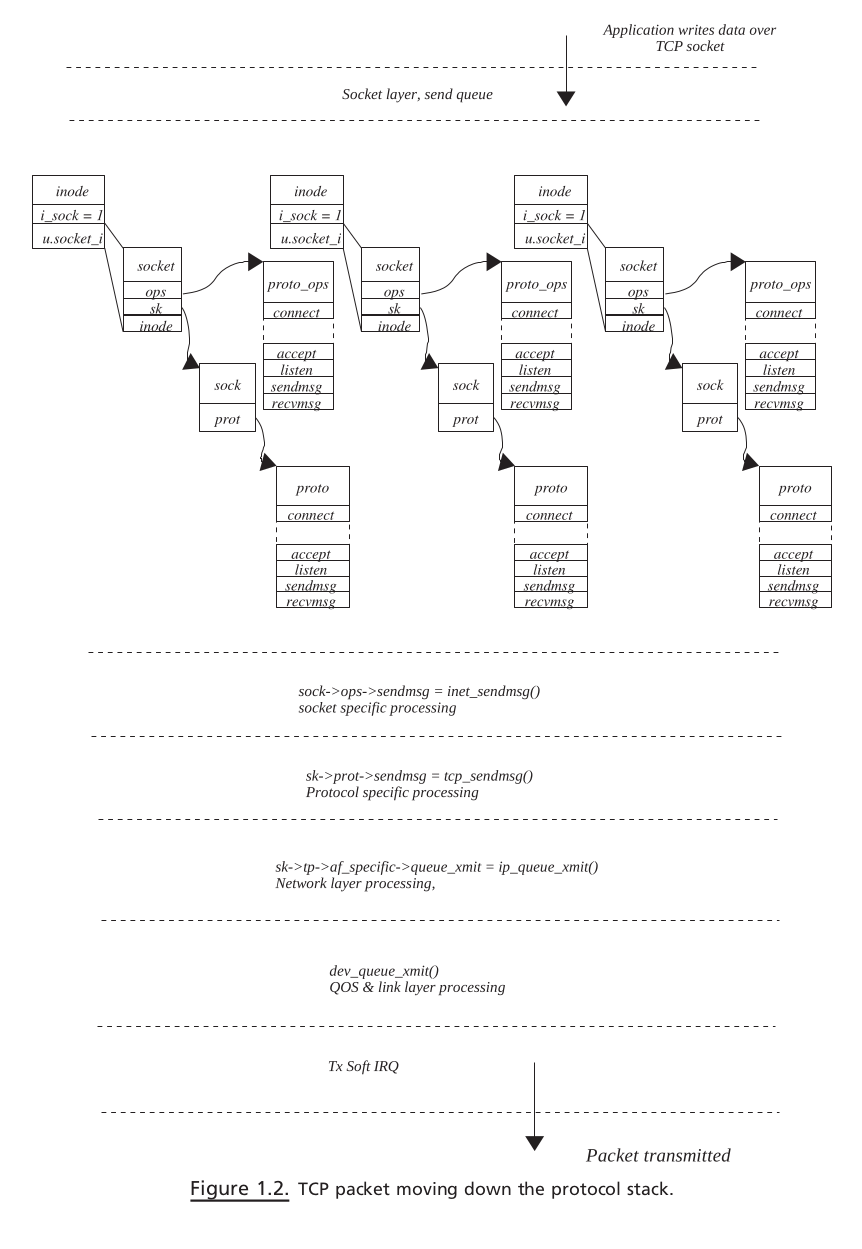 Application writes data over
TCP socket
Socket layer, send queue
inode
i_sock = 1
u.socket_i
socket
ops
sk
inode
proto_ops
connect
accept
listen
sendmsg
recvmsg
sock
prot
proto
connect
accept
listen
sendmsg
recvmsg
inode
i_sock = 1
u.socket_i
socket
ops
sk
inode
proto_ops
connect
accept
listen
sendmsg
recvmsg
sock
prot
proto
connect
accept
listen
sendmsg
recvmsg
inode
i_sock = 1
u.socket_i
socket
ops
sk
inode
proto_ops
connect
accept
listen
sendmsg
recvmsg
sock
prot
proto
connect
accept
listen
sendmsg
recvmsg
sock->ops->sendmsg = inet_sendmsg()
socket specific processing
sk->prot->sendmsg = tcp_sendmsg()
Protocol specific processing
sk->tp->af_specific->queue_xmit = ip_queue_xmit()
Network layer processing,
dev_queue_xmit()
QOS & link layer processing
Tx Soft IRQ
Packet transmitted
Figure 1.2. TCP packet moving down the protocol stack.